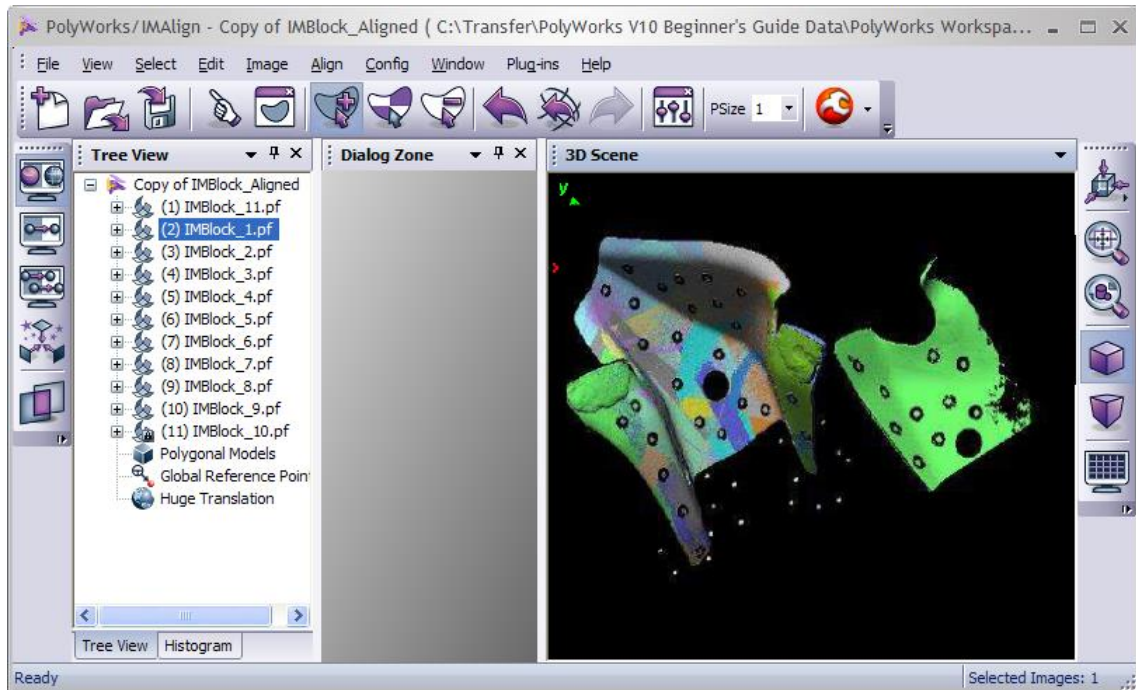 PolyWorks/IMAlign - Copy of IMBlock_Aligned ( C:\Transfer\PolyWorks V10 Beginner's Guide Data\PolyWorks Workspa...
File View Select Edit Image Align Config Window Plug-ins Help
PSize 1
Tree View
Dialog Zone
3D Scene
Copy of IMBlock_Aligned
(1) IMBlock_11.pf
(2) IMBlock_1.pf
(3) IMBlock_2.pf
(4) IMBlock_3.pf
(5) IMBlock_4.pf
(6) IMBlock_5.pf
(7) IMBlock_6.pf
(8) IMBlock_7.pf
(9) IMBlock_8.pf
(10) IMBlock_9.pf
(11) IMBlock_10.pf
Polygonal Models
Global Reference Poin
Huge Translation
y
Tree View Histogram
Ready
Selected Images: 1